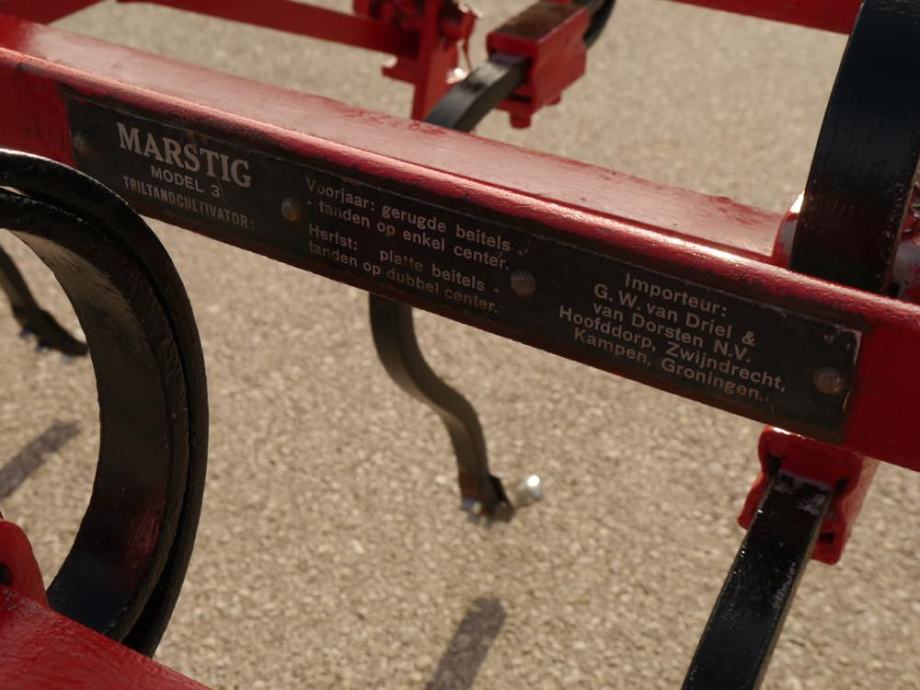 MARSTIG
MODEL 3
TRILTANDCULTIVATOR:
Voorjaar: gerugde beitels
- tanden op enkel center.
Herfst: platte beitels -
tanden op dubbel center.
Importeur:
G. W. van Driel &
van Dorsten N.V.
Hoofddorp, Zwijndrecht,
Kampen, Groningen.